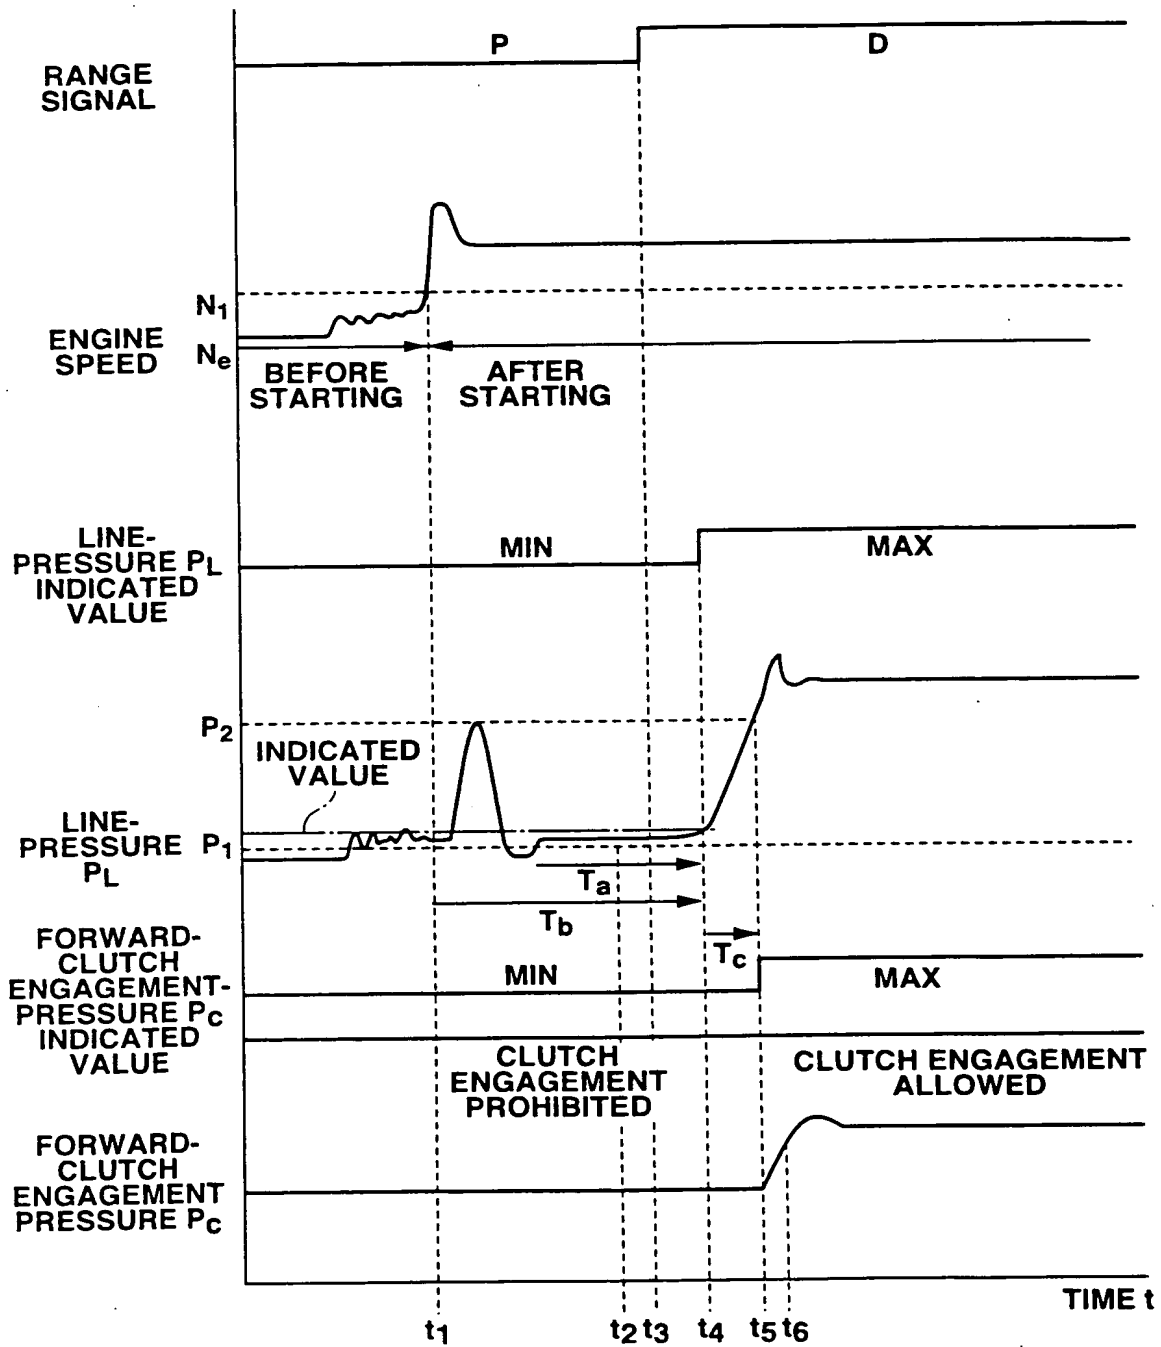 P
D
RANGE
SIGNAL
N1
ENGINE
SPEED
Ne
BEFORE
STARTING
AFTER
STARTING
LINE-
PRESSURE PL
INDICATED
VALUE
MIN
MAX
P2
INDICATED
VALUE
LINE-
PRESSURE
PL
P1
Ta
Tb
Tc
FORWARD-
CLUTCH
ENGAGEMENT-
PRESSURE Pc
INDICATED
VALUE
MIN
MAX
CLUTCH
ENGAGEMENT
PROHIBITED
CLUTCH ENGAGEMENT
ALLOWED
FORWARD-
CLUTCH
ENGAGEMENT
PRESSURE Pc
TIME t
t1
t2
t3
t4
t5
t6